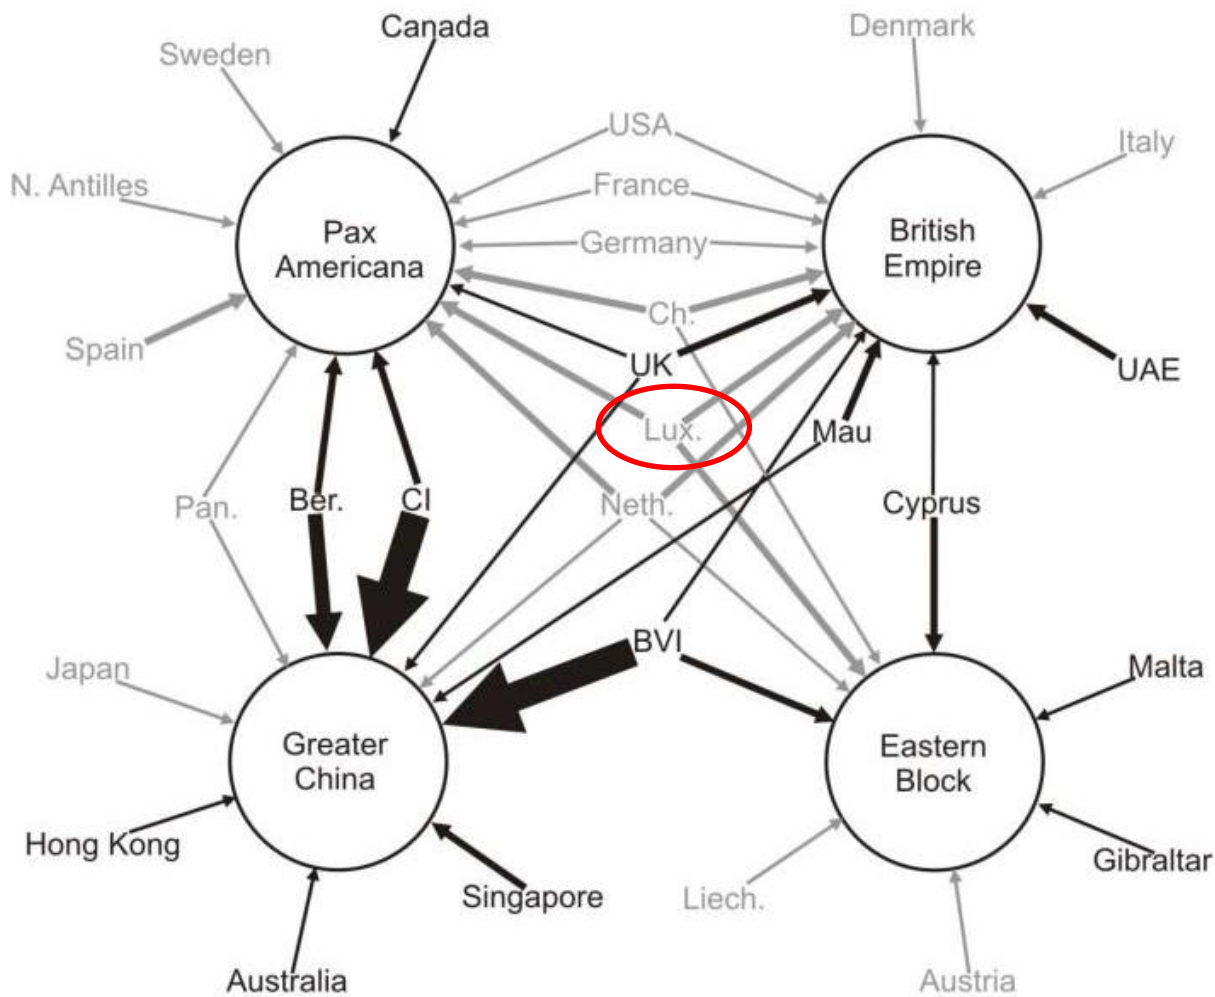 Canada
Denmark
Sweden
USA
Italy
N. Antilles
France
Pax
Americana
Germany
British
Empire
Ch.
Spain
UK
UAE
Lux.
Mau
Pan.
Ber.
CI
Neth.
Cyprus
BVI
Japan
Malta
Greater
China
Eastern
Block
Hong Kong
Gibraltar
Singapore
Liech.
Australia
Austria